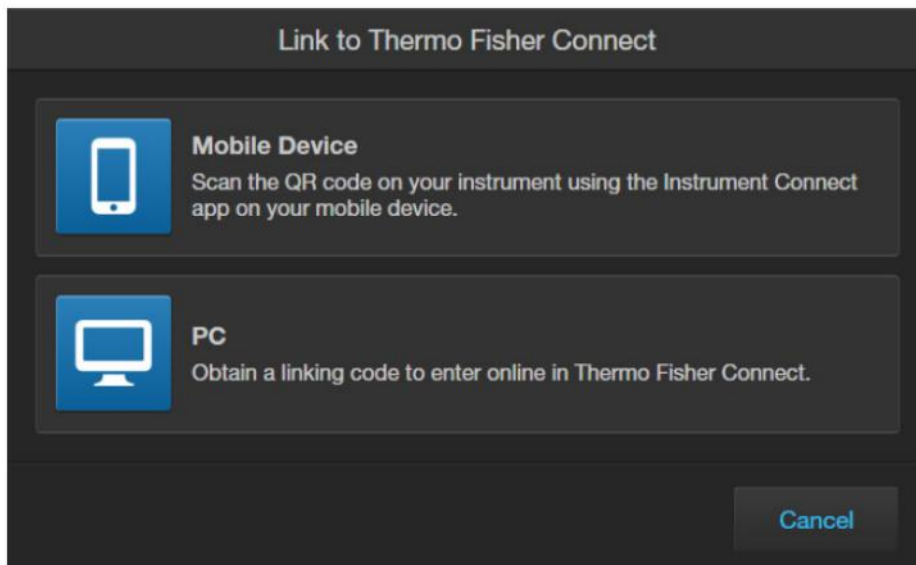 Link to Thermo Fisher Connect
Mobile Device
Scan the QR code on your instrument using the Instrument Connect
app on your mobile device.
PC
Obtain a linking code to enter online in Thermo Fisher Connect.
Cancel